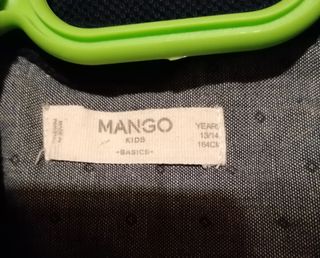 MANGO
KIDS
-BASICS-
YEAR:
13/14
164CM